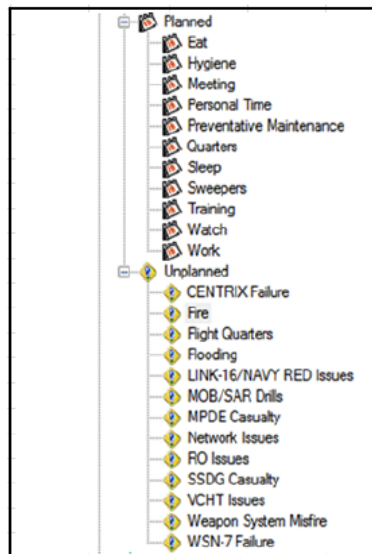 Planned
Eat
Hygiene
Meeting
Personal Time
Preventative Maintenance
Quarters
Sleep
Sweepers
Training
Watch
Work
Unplanned
CENTRIX Failure
Fire
Flight Quarters
Flooding
LINK-16/NAVY RED Issues
MOB/SAR Drills
MPDE Casualty
Network Issues
RO Issues
SSDG Casualty
VCHT Issues
Weapon System Misfire
WSN-7 Failure